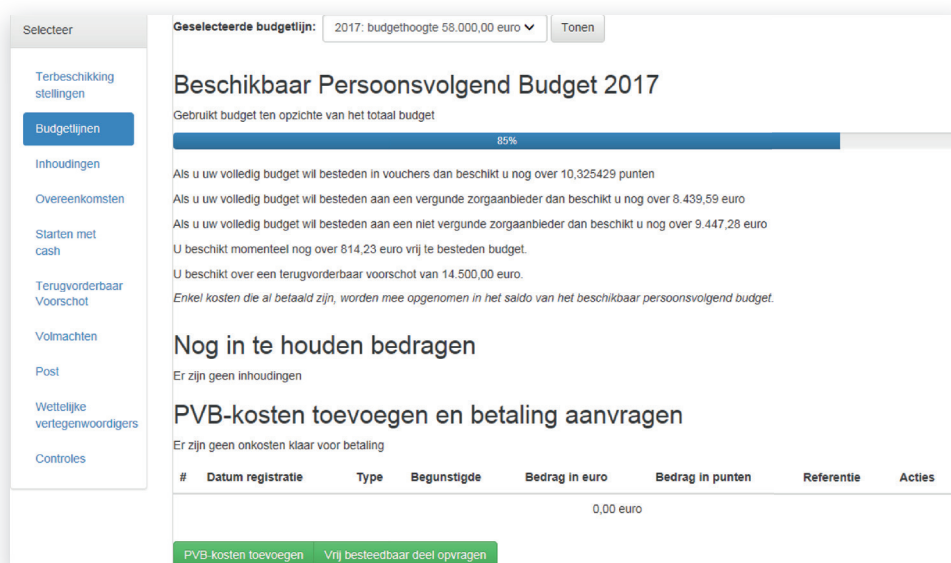 Selecteer
Terbeschikking
stellingen
Budgetlijnen
Inhoudingen
Overeenkomsten
Starten met
cash
Terugvorderbaar
Voorschot
Volmachten
Post
Wettelijke
vertegenwoordigers
Controles
Geselecteerde budgetlijn: 2017: budgethoogte 58.000,00 euro Tonen
Beschikbaar Persoonsvolgend Budget 2017
Gebruikt budget ten opzichte van het totaal budget
85%
Als u uw volledig budget wil besteden in vouchers dan beschikt u nog over 10,325429 punten
Als u uw volledig budget wil besteden aan een vergunde zorgaanbieder dan beschikt u nog over 8.439,59 euro
Als u uw volledig budget wil besteden aan een niet vergunde zorgaanbieder dan beschikt u nog over 9.447,28 euro
U beschikt momenteel nog over 814,23 euro vrij te besteden budget.
U beschikt over een terugvorderbaar voorschot van 14.500,00 euro.
Enkel kosten die al betaald zijn, worden mee opgenomen in het saldo van het beschikbaar persoonsvolgend budget.
Nog in te houden bedragen
Er zijn geen inhoudingen
PVB-kosten toevoegen en betaling aanvragen
Er zijn geen onkosten klaar voor betaling
# Datum registratie Type Begunstigde Bedrag in euro Bedrag in punten Referentie Acties
0,00 euro
PVB-kosten toevoegen Vrij besteedbaar deel opvragen